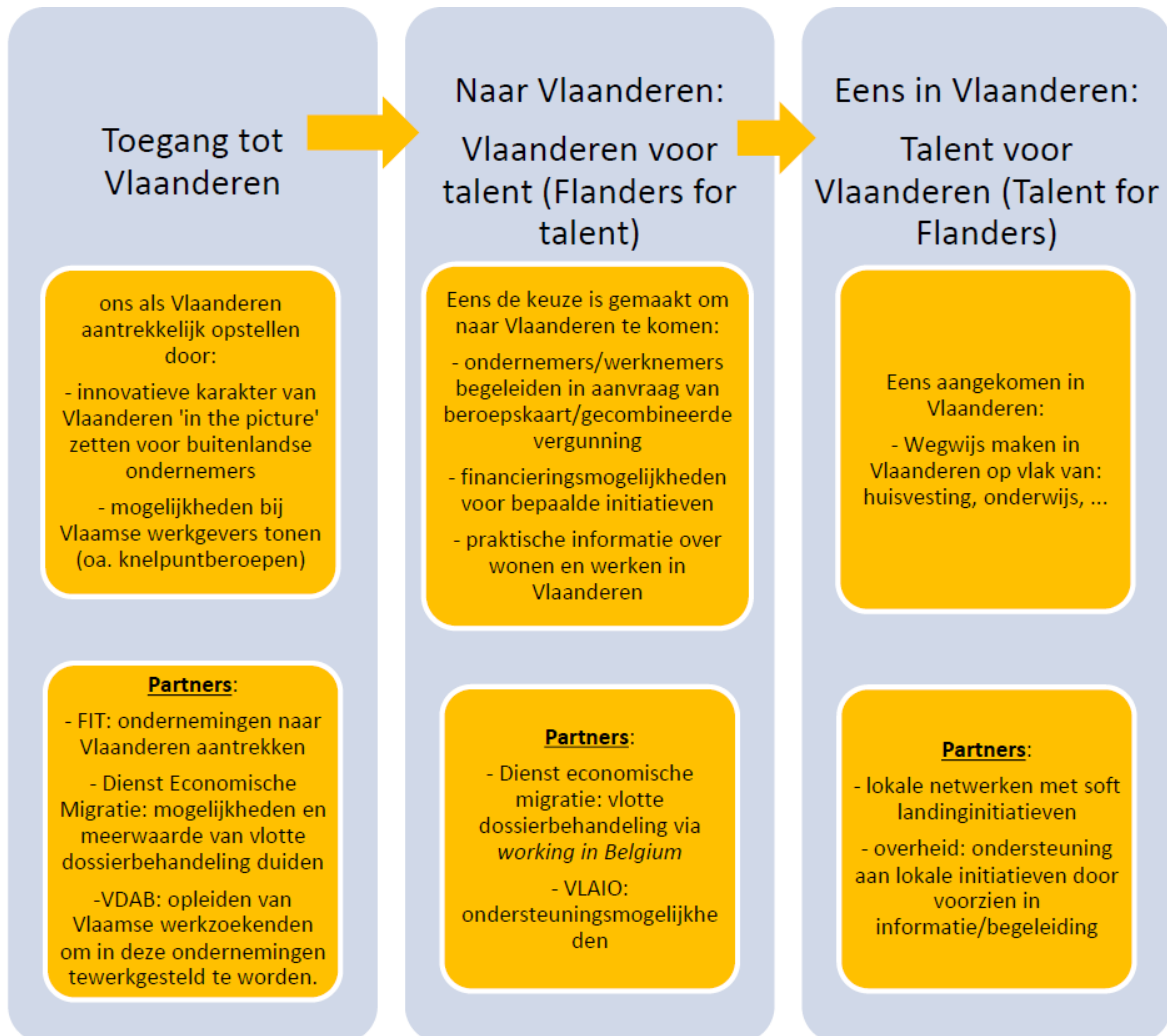 Toegang tot
Vlaanderen
ons als Vlaanderen
aantrekkelijk opstellen
door:
- innovatieve karakter van
Vlaanderen 'in the picture'
zetten voor buitenlandse
ondernemers
- mogelijkheden bij
Vlaamse werkgevers tonen
(oa. knelpuntberoepen)
Partners:
- FIT: ondernemingen naar
Vlaanderen aantrekken
- Dienst Economische
Migratie: mogelijkheden en
meerwaarde van vlotte
dossierbehandeling duiden
-VDAB: opleiden van
Vlaamse werkzoekenden
om in deze ondernemingen
tewerkgesteld te worden.
Naar Vlaanderen:
Vlaanderen voor
talent (Flanders for
talent)
Eens de keuze is gemaakt om
naar Vlaanderen te komen:
- ondernemers/werknemers
begeleiden in aanvraag van
beroepskaart/gecombineerde
vergunning
- financieringsmogelijkheden
voor bepaalde initiatieven
- praktische informatie over
wonen en werken in
Vlaanderen
Partners:
- Dienst economische
migratie: vlotte
dossierbehandeling via
working in Belgium
- VLAIO:
ondersteuningsmogelijkhe
den
Eens in Vlaanderen:
Talent voor
Vlaanderen (Talent for
Flanders)
Eens aangekomen in
Vlaanderen:
- Wegwijs maken in
Vlaanderen op vlak van:
huisvesting, onderwijs, ...
Partners:
- lokale netwerken met soft
landinginitiatieven
- overheid: ondersteuning
aan lokale initiatieven door
voorzien in
informatie/begeleiding